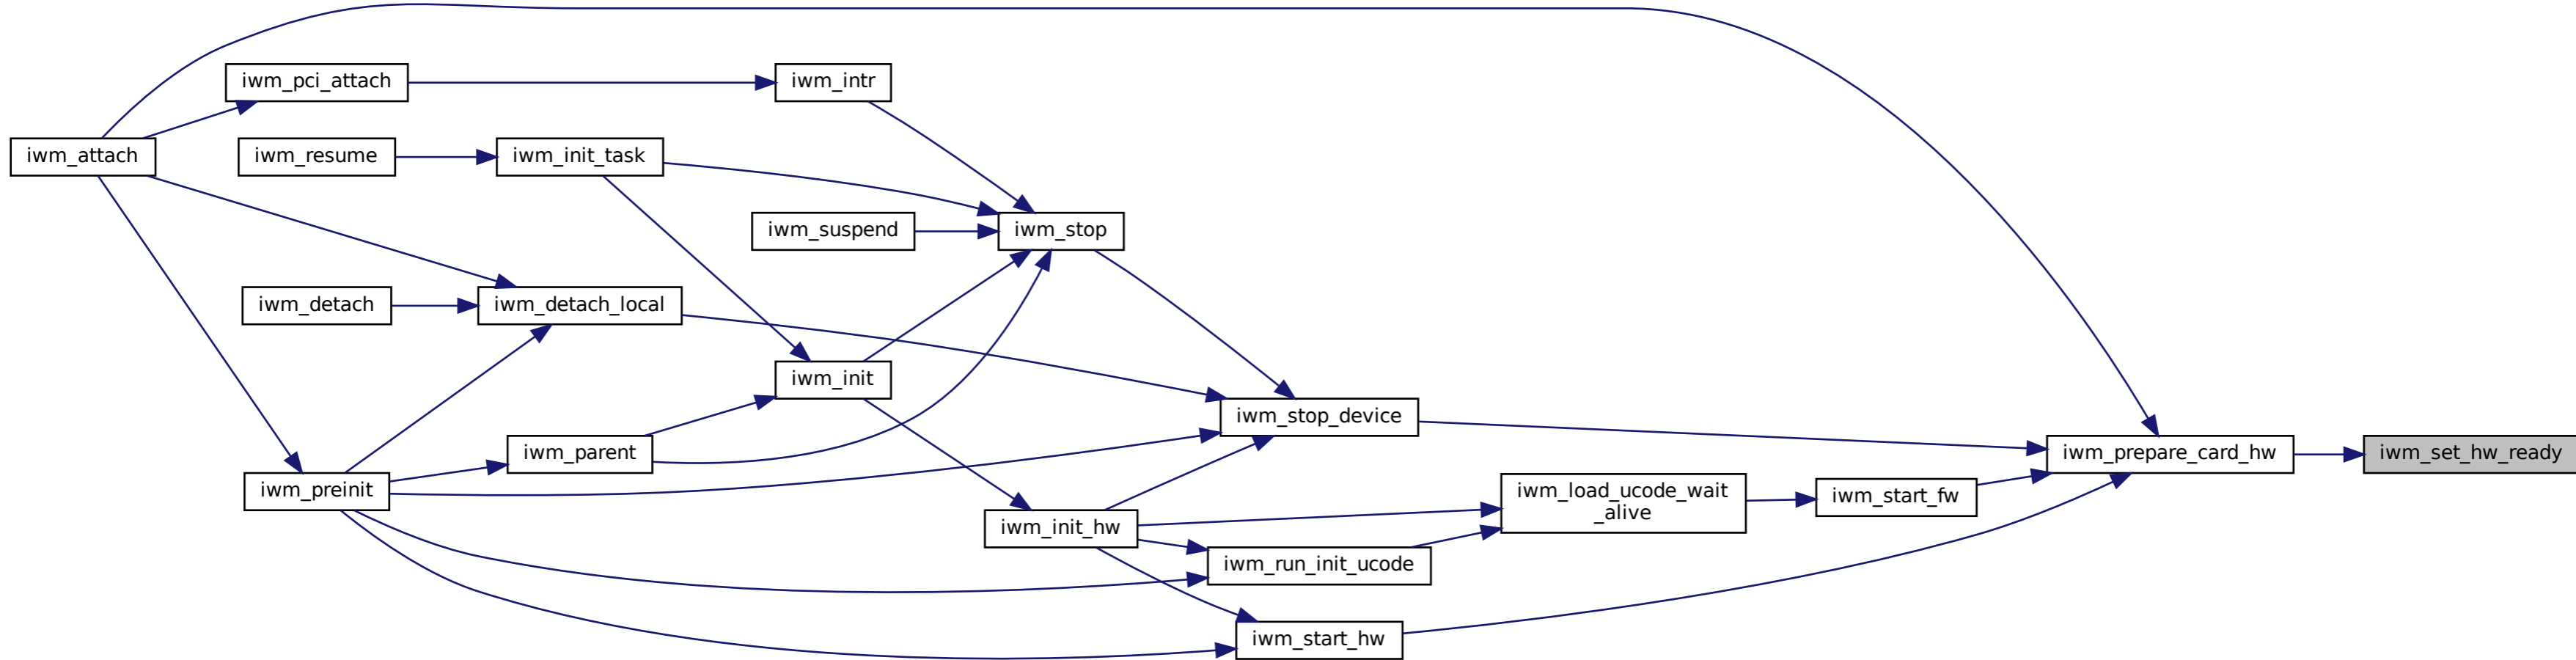 iwm_pci_attach
iwm_intr
iwm_attach
iwm_resume
iwm_init_task
iwm_suspend
iwm_stop
iwm_detach
iwm_detach_local
iwm_init
iwm_stop_device
iwm_parent
iwm_prepare_card_hw
iwm_set_hw_ready
iwm_preinit
iwm_load_ucode_wait
_alive
iwm_start_fw
iwm_init_hw
iwm_run_init_ucode
iwm_start_hw